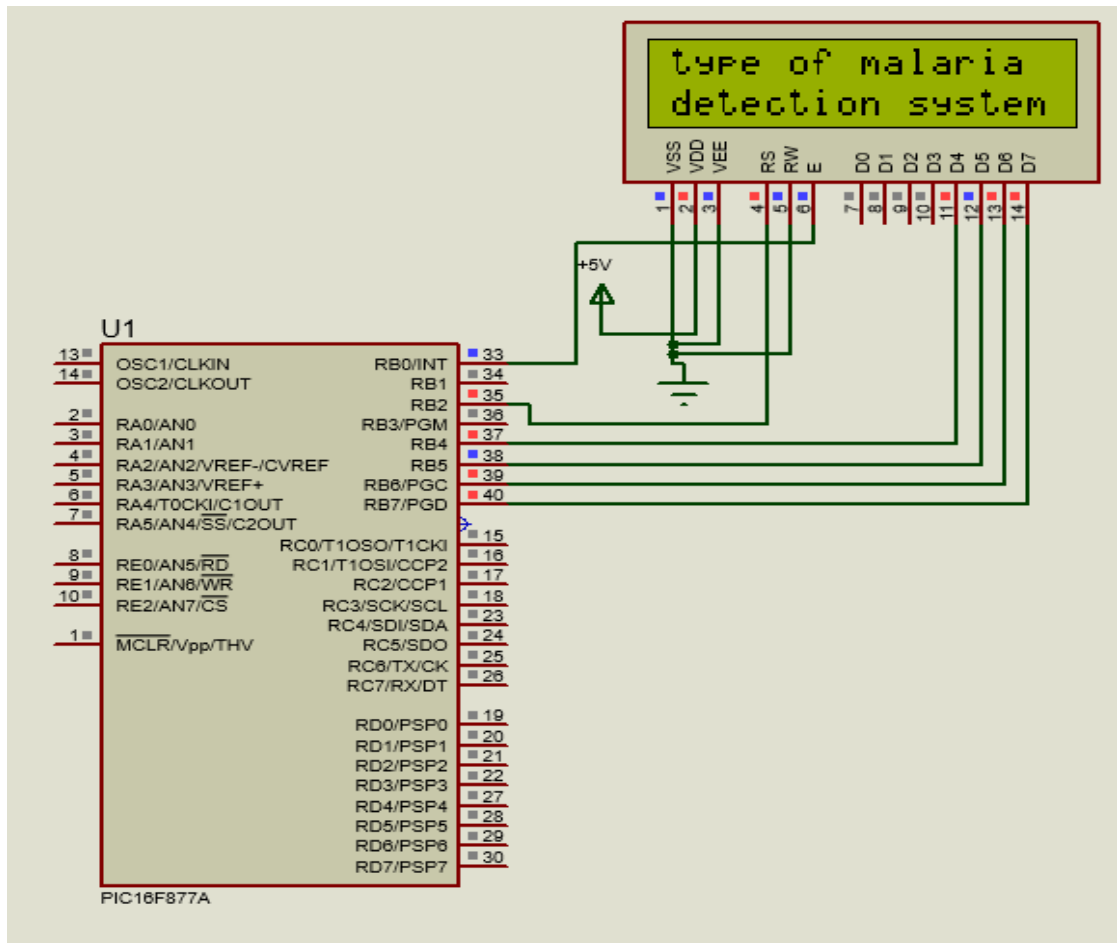 type of malaria
detection system
VSS
VDD
VEE
RS
RW
E
D0
D1
D2
D3
D4
D5
D6
D7
1
2
3
4
5
6
7
8
9
10
11
12
13
14
+5V
U1
13 OSC1/CLKIN
14 OSC2/CLKOUT
2 RA0/AN0
3 RA1/AN1
4 RA2/AN2/VREF-/CVREF
5 RA3/AN3/VREF+
6 RA4/T0CKI/C1OUT
7 RA5/AN4/SS/C2OUT
8 RE0/AN5/RD
9 RE1/AN6/WR
10 RE2/AN7/CS
1 MCLR/Vpp/THV
RB0/INT 33
RB1 34
RB2 35
RB3/PGM 36
RB4 37
RB5 38
RB6/PGC 39
RB7/PGD 40
RC0/T1OSO/T1CKI 15
RC1/T1OSI/CCP2 16
RC2/CCP1 17
RC3/SCK/SCL 18
RC4/SDI/SDA 23
RC5/SDO 24
RC6/TX/CK 25
RC7/RX/DT 26
RD0/PSP0 19
RD1/PSP1 20
RD2/PSP2 21
RD3/PSP3 22
RD4/PSP4 27
RD5/PSP5 28
RD6/PSP6 29
RD7/PSP7 30
PIC16F877A